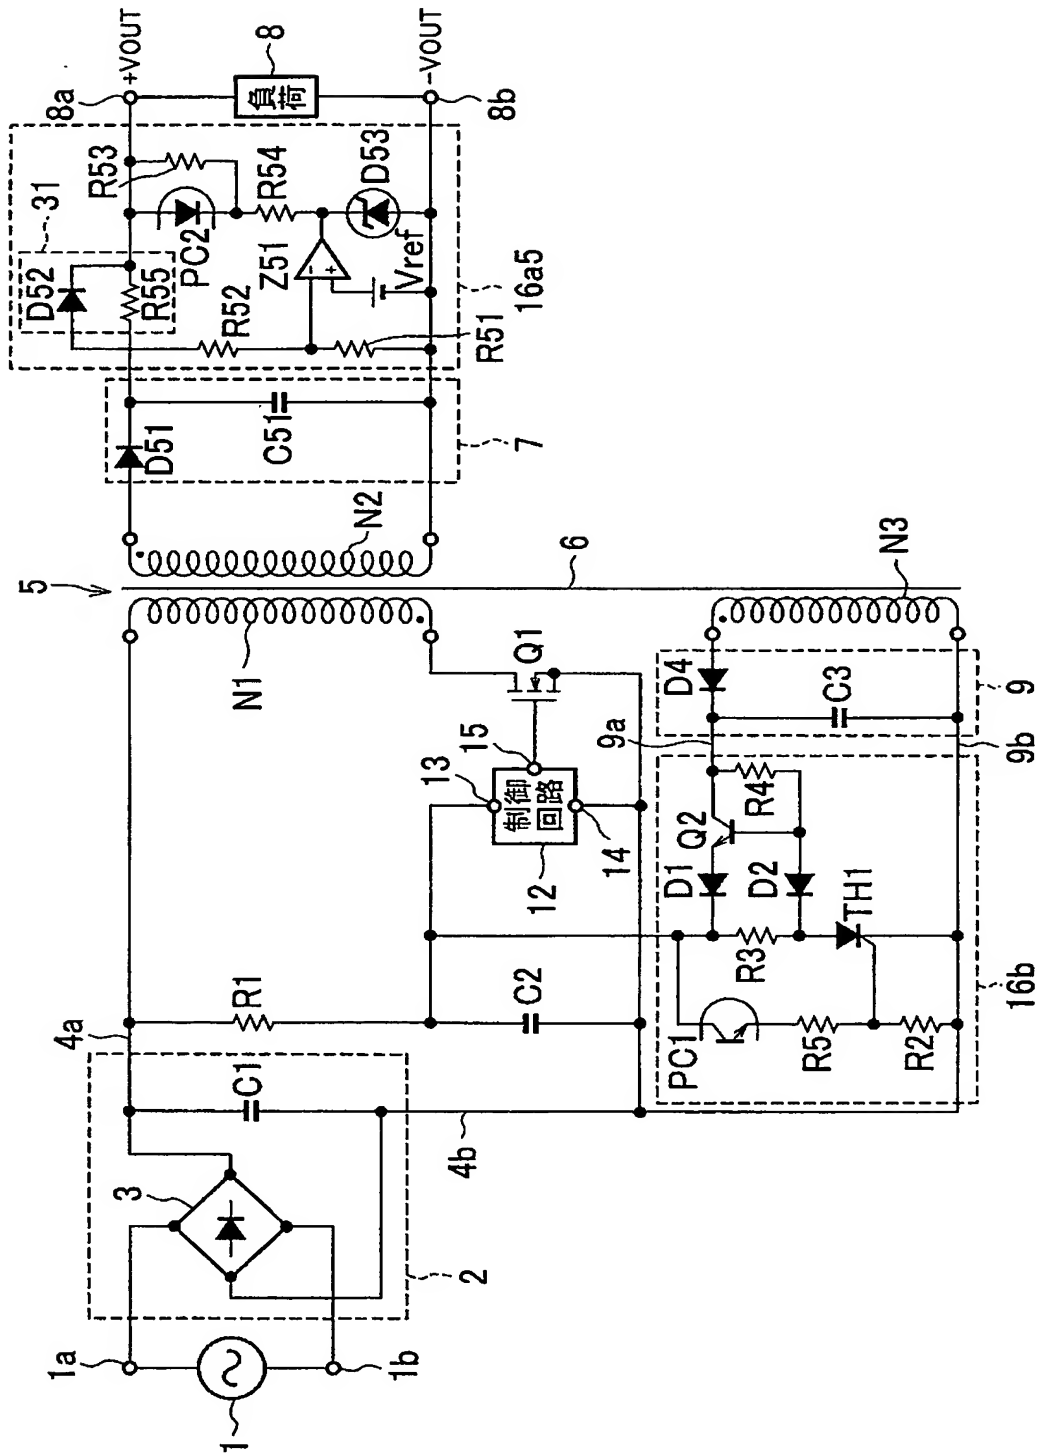 1
1a
1b
2
3
4a
4b
C1
R1
C2
5
N1
N2
6
N3
Q1
制御
回路
12
13
14
15
D51
C51
7
31
D52
R55
R52
R51
R53
PC2
R54
Z51
-
+
Vref
D53
16a5
8a
+VOUT
8
負荷
8b
-VOUT
D4
C3
9
9a
9b
Q2
R4
D1
D2
R3
TH1
PC1
R5
R2
16b